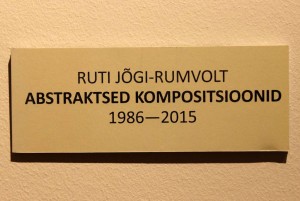 RUTI JÕGI-RUMVOLT
ABSTRAKTSED KOMPOSITSIOONID
1986—2015